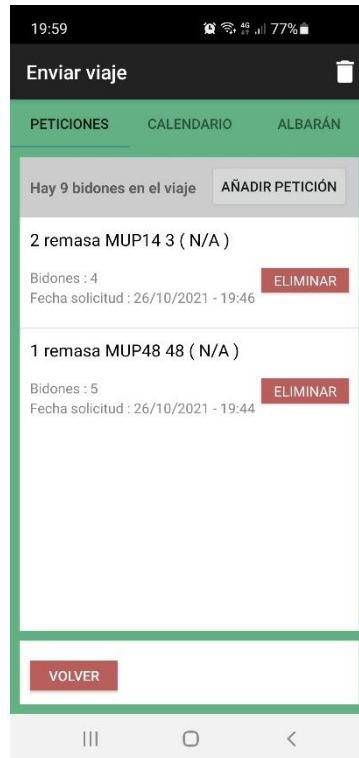 19:59 4G 77%
Enviar viaje
PETICIONES CALENDARIO ALBARÁN
Hay 9 bidones en el viaje AÑADIR PETICIÓN
2 remasa MUP14 3 ( N/A )
Bidones : 4
ELIMINAR
Fecha solicitud : 26/10/2021 - 19:46
1 remasa MUP48 48 ( N/A )
Bidones : 5
ELIMINAR
Fecha solicitud : 26/10/2021 - 19:44
VOLVER